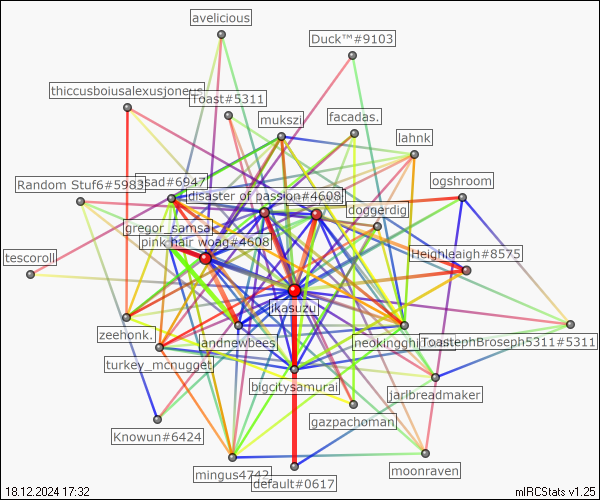 avelicious
Duck™#9103
thiccusboiusalexusjoneus
Toast#5311
facadas.
mukszi
lahnk
Random Stuf6#5983
sad#6947
ogshroom
disaster of passion#4608
doggerdig
gregor_samsa
pink hair woag#4608
Heighleaigh#8575
tescoroll
ikasuzu
zeehonk.
andnewbees
ToastephBroseph5311#5311
turkey_mcnugget
bigcitysamurai
jarlbreadmaker
gazpachoman
Knowun#6424
mingus4742
moonraven
default#0617
18.12.2024 17:32
mIRCStats v1.25